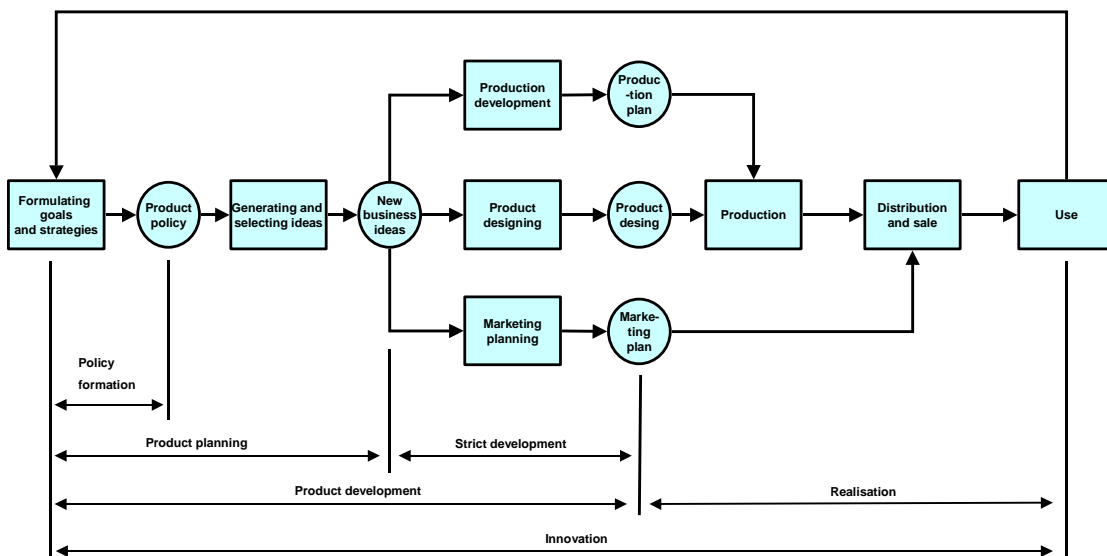 Production
development
Produc
-tion
plan
Formulating
goals
and strategies
Product
policy
Generating and
selecting ideas
New
business
ideas
Product
designing
Product
desing
Production
Distribution
and sale
Use
Marketing
planning
Marke-
ting
plan
Policy
formation
Product planning
Strict development
Product development
Realisation
Innovation